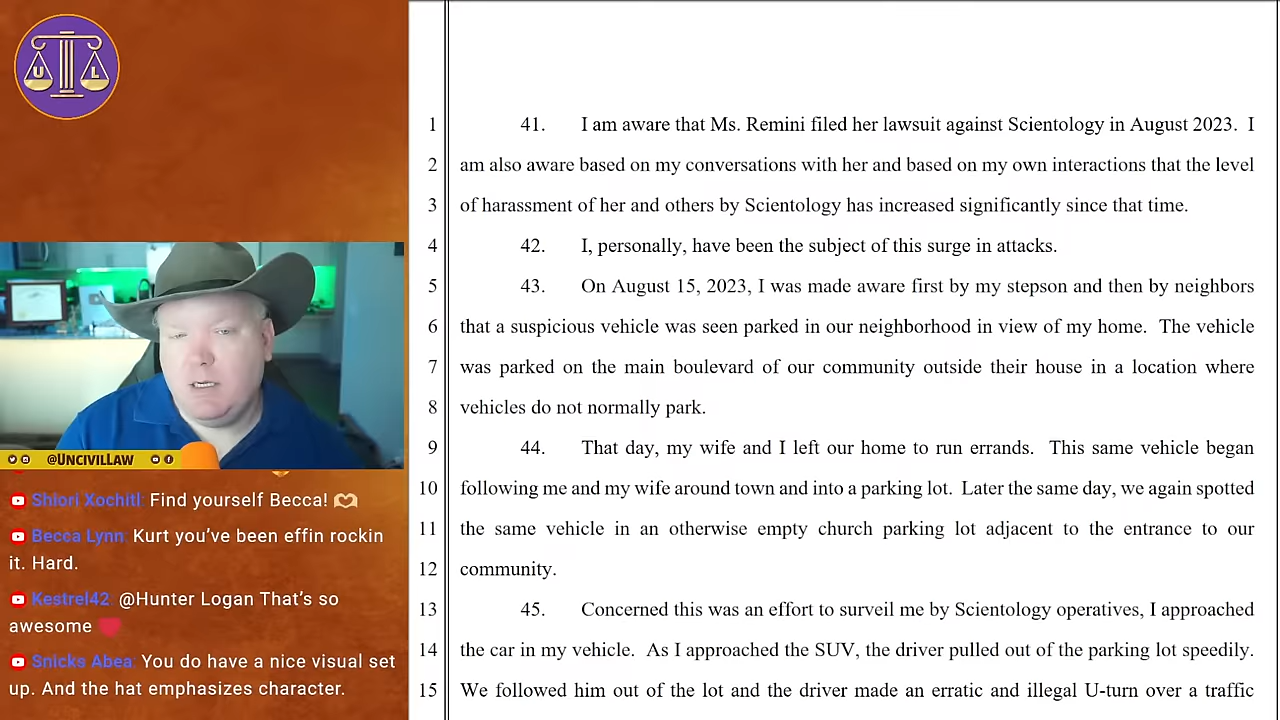 U L
@UNCIVILLAW
Shiori Xochitl: Find yourself Becca!
Becca Lynn: Kurt you've been effin rockin
it. Hard.
Kestrel42: @Hunter Logan That's so
awesome
Snicks Abea: You do have a nice visual set
up. And the hat emphasizes character.
1 41. I am aware that Ms. Remini filed her lawsuit against Scientology in August 2023. I
2 am also aware based on my conversations with her and based on my own interactions that the level
3 of harassment of her and others by Scientology has increased significantly since that time.
4 42. I, personally, have been the subject of this surge in attacks.
5 43. On August 15, 2023, I was made aware first by my stepson and then by neighbors
6 that a suspicious vehicle was seen parked in our neighborhood in view of my home. The vehicle
7 was parked on the main boulevard of our community outside their house in a location where
8 vehicles do not normally park.
9 44. That day, my wife and I left our home to run errands. This same vehicle began
10 following me and my wife around town and into a parking lot. Later the same day, we again spotted
11 the same vehicle in an otherwise empty church parking lot adjacent to the entrance to our
12 community.
13 45. Concerned this was an effort to surveil me by Scientology operatives, I approached
14 the car in my vehicle. As I approached the SUV, the driver pulled out of the parking lot speedily.
15 We followed him out of the lot and the driver made an erratic and illegal U-turn over a traffic